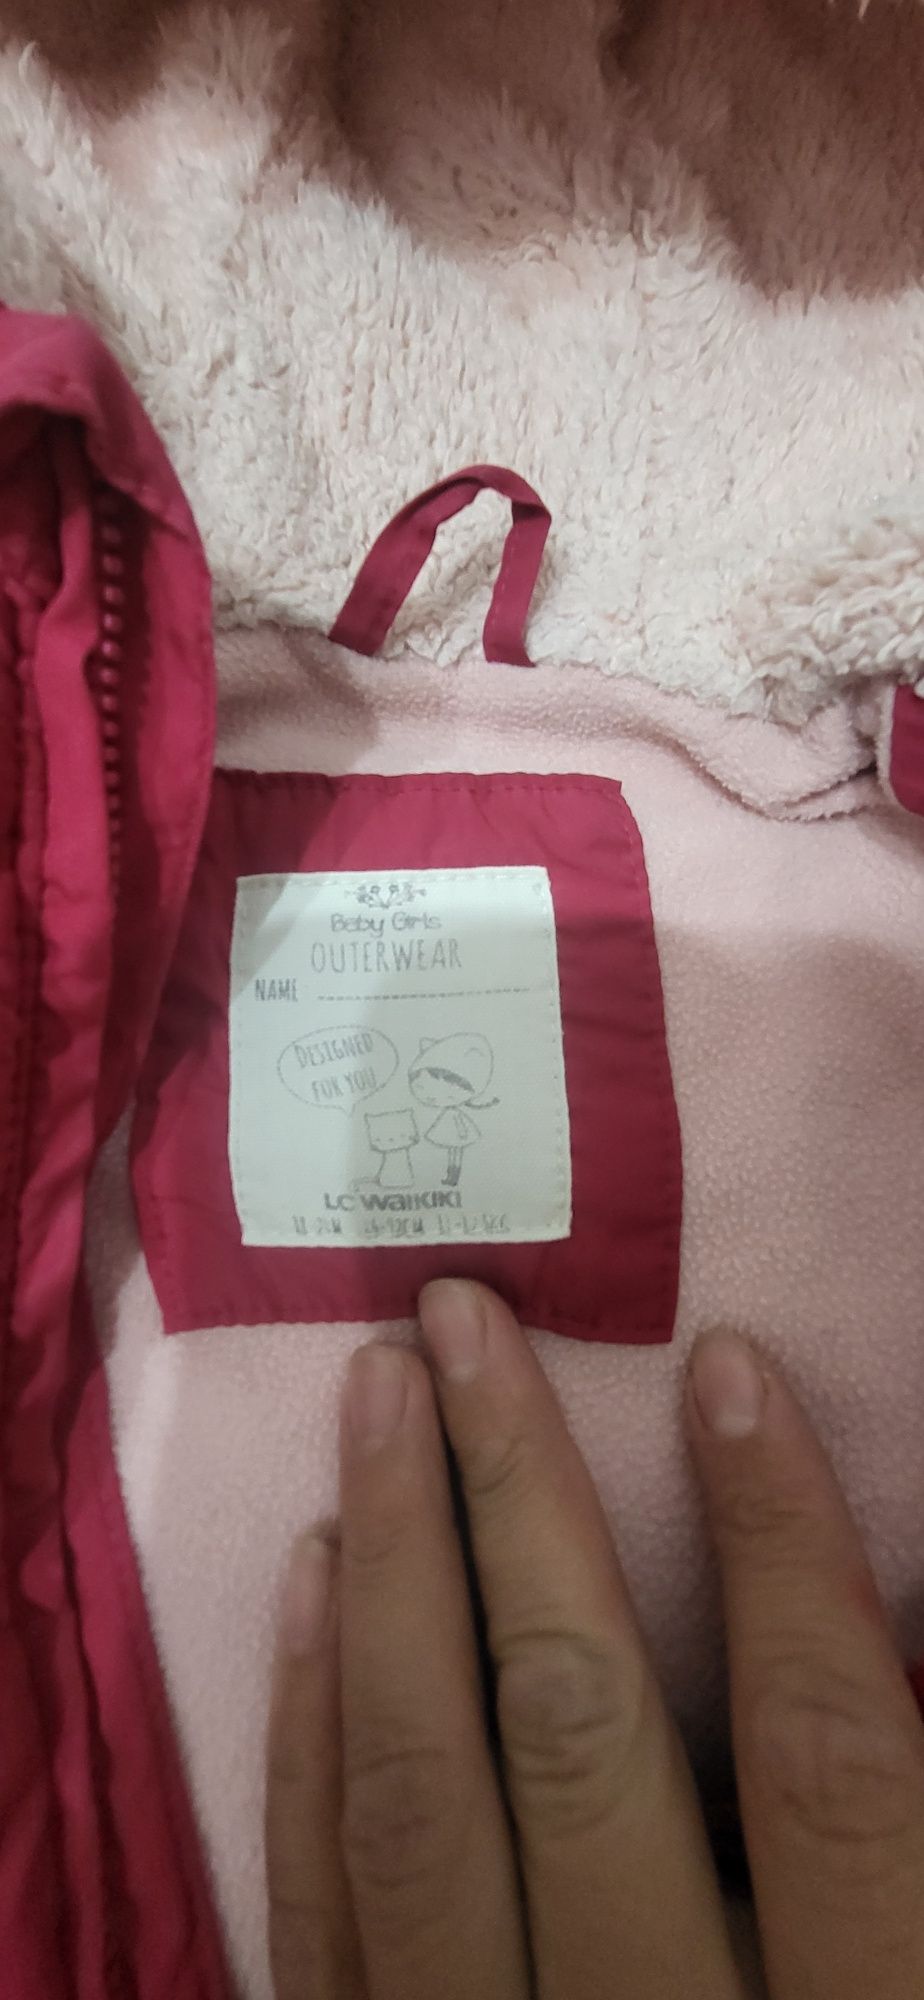 Baby Girls
OUTERWEAR
NAME
DESIGNED
FOR YOU
LC WAIKIKI